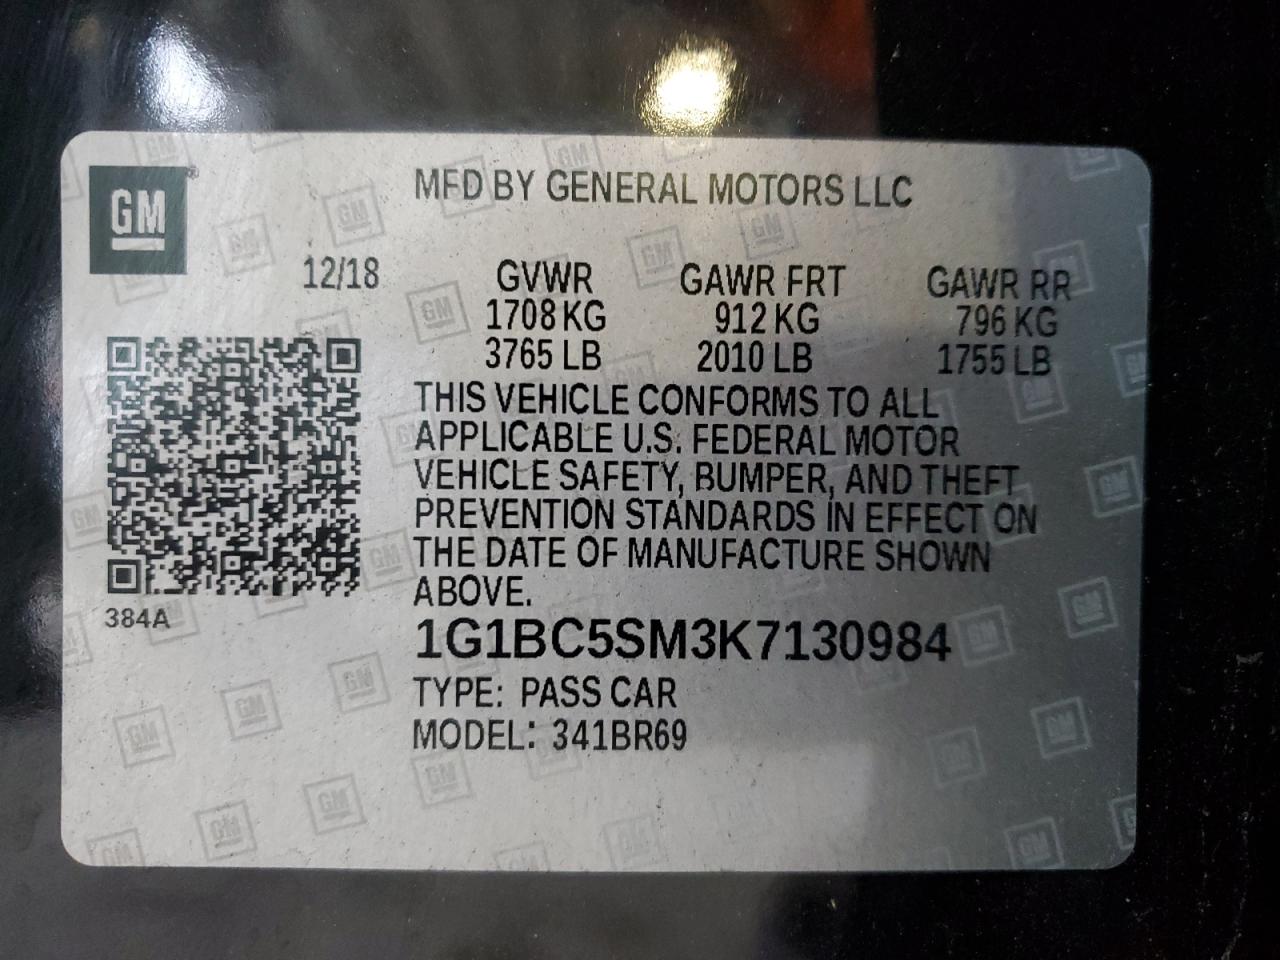 GM
MFD BY GENERAL MOTORS LLC
12/18
GVWR GAWR FRT GAWR RR
1708 KG 912 KG 796 KG
3765 LB 2010 LB 1755 LB
THIS VEHICLE CONFORMS TO ALL
APPLICABLE U.S. FEDERAL MOTOR
VEHICLE SAFETY, BUMPER, AND THEFT
PREVENTION STANDARDS IN EFFECT ON
THE DATE OF MANUFACTURE SHOWN
ABOVE.
384A
1G1BC5SM3K7130984
TYPE: PASS CAR
MODEL: 341BR69